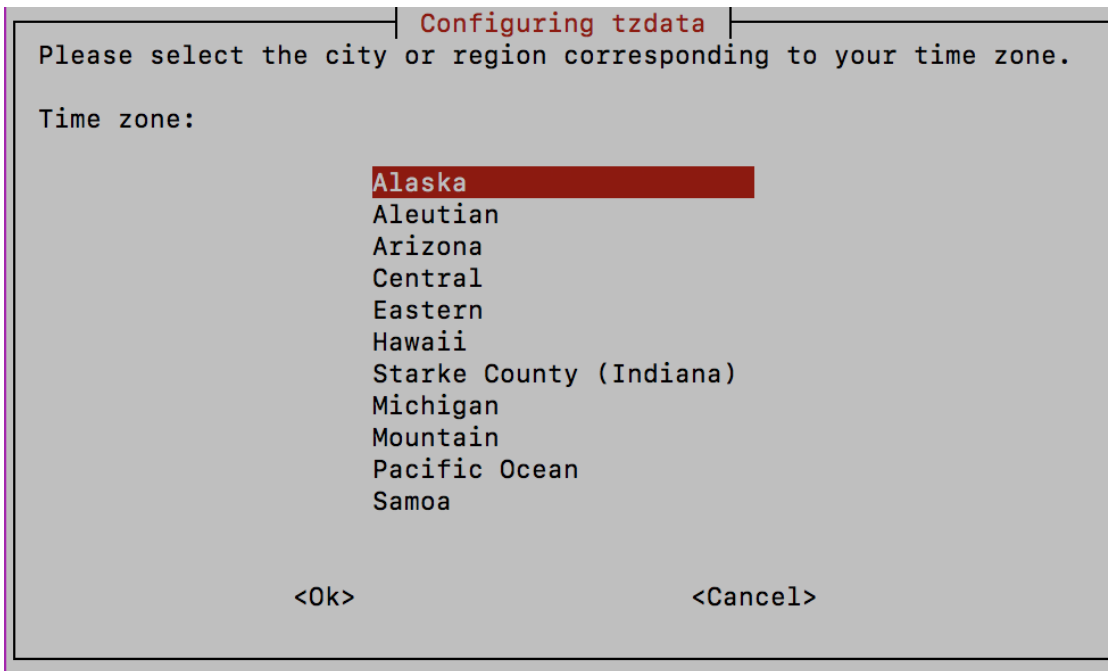 Configuring tzdata
Please select the city or region corresponding to your time zone.
Time zone:
Alaska
Aleutian
Arizona
Central
Eastern
Hawaii
Starke County (Indiana)
Michigan
Mountain
Pacific Ocean
Samoa
<Ok> <Cancel>